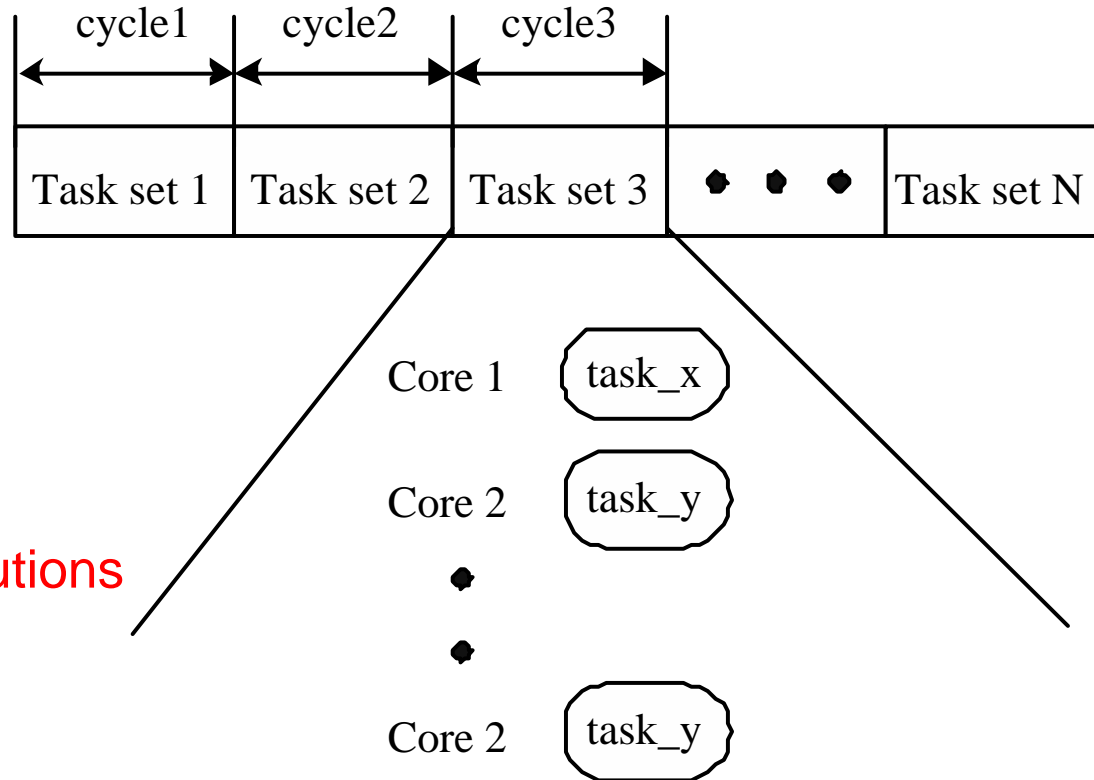 cycle1 cycle2 cycle3
Task set 1 Task set 2 Task set 3 Task set N
Core 1 task_x
Core 2 task_y
utions
Core 2 task_y